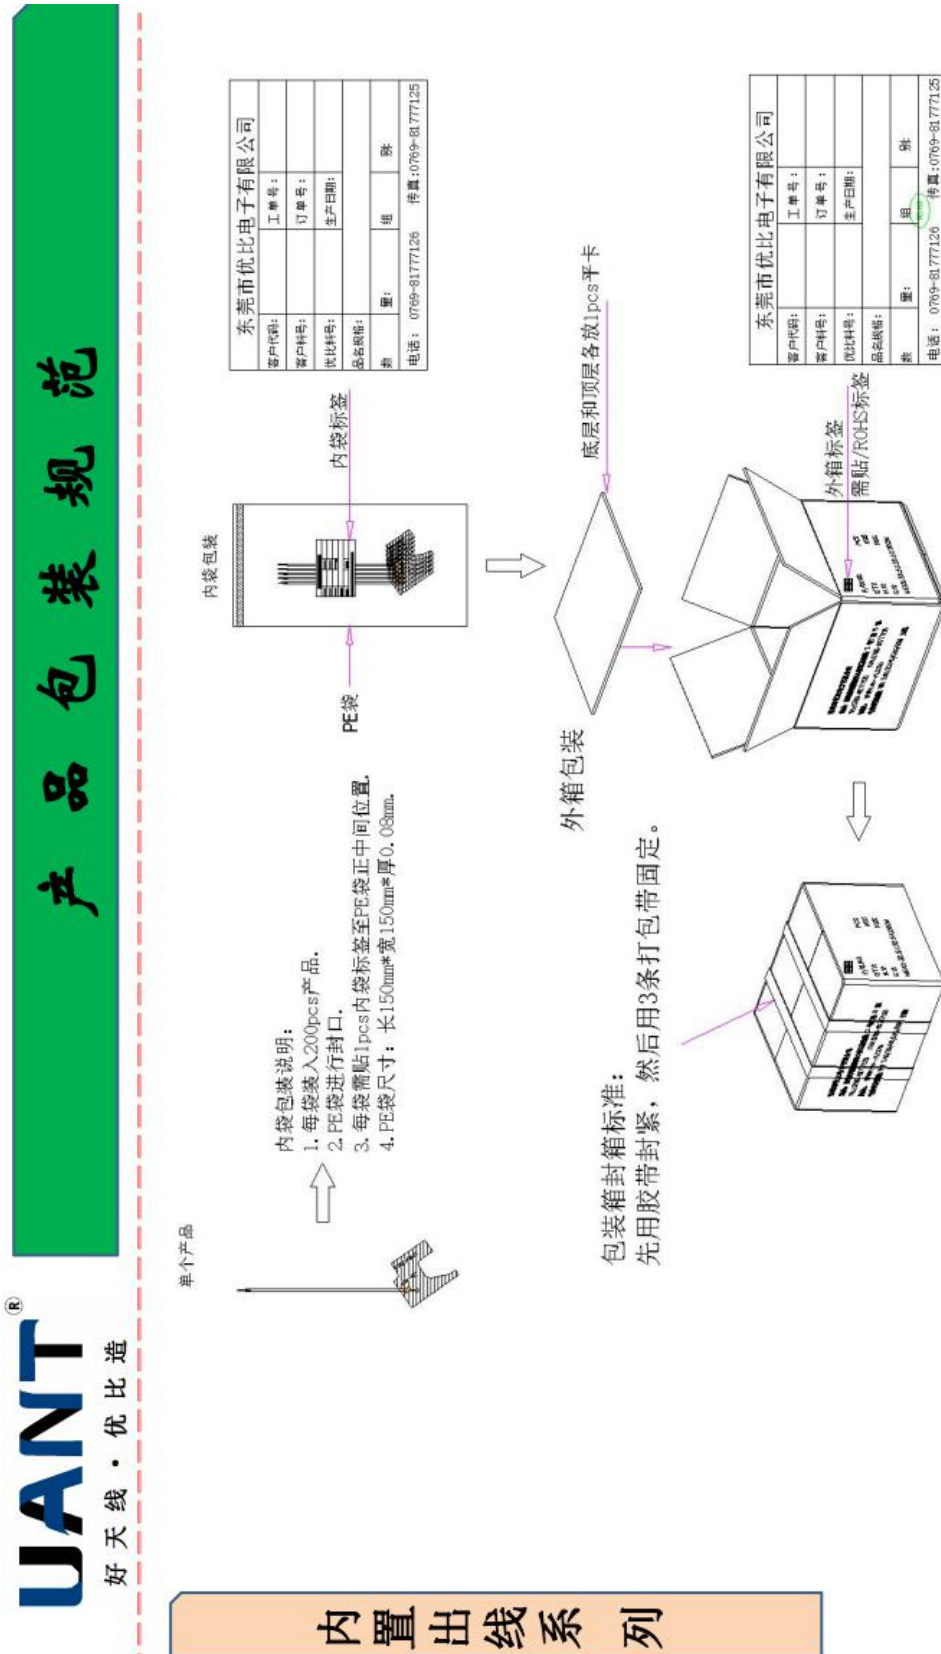 UANT®
好天线·优比造
产品包装规范
内置出线系列
单个产品
内袋包装说明:
1.每袋装入200pcs产品.
2.PE袋进行封口.
3.每袋需贴1pcs内袋标签至PE袋正中间位置.
4.PE袋尺寸:长150mm*宽150mm*厚0.08mm.
内袋包装
PE袋
内袋标签
东莞市优比电子有限公司
客户代码: 工单号:
客户料号: 订单号:
优比料号: 生产日期:
品名规格:
数 量: 组 别:
电话: 0769-81777126 传真:0769-81777125
外箱包装
底层和顶层各放1pcs平卡
包装箱封箱标准:
先用胶带封紧,然后用3条打包带固定。
外箱标签
需贴/ROHS标签
东莞市优比电子有限公司
客户代码: 工单号:
客户料号: 订单号:
优比料号: 生产日期:
品名规格:
数 量: 组 别:
电话: 0769-81777126 传真:0769-81777125